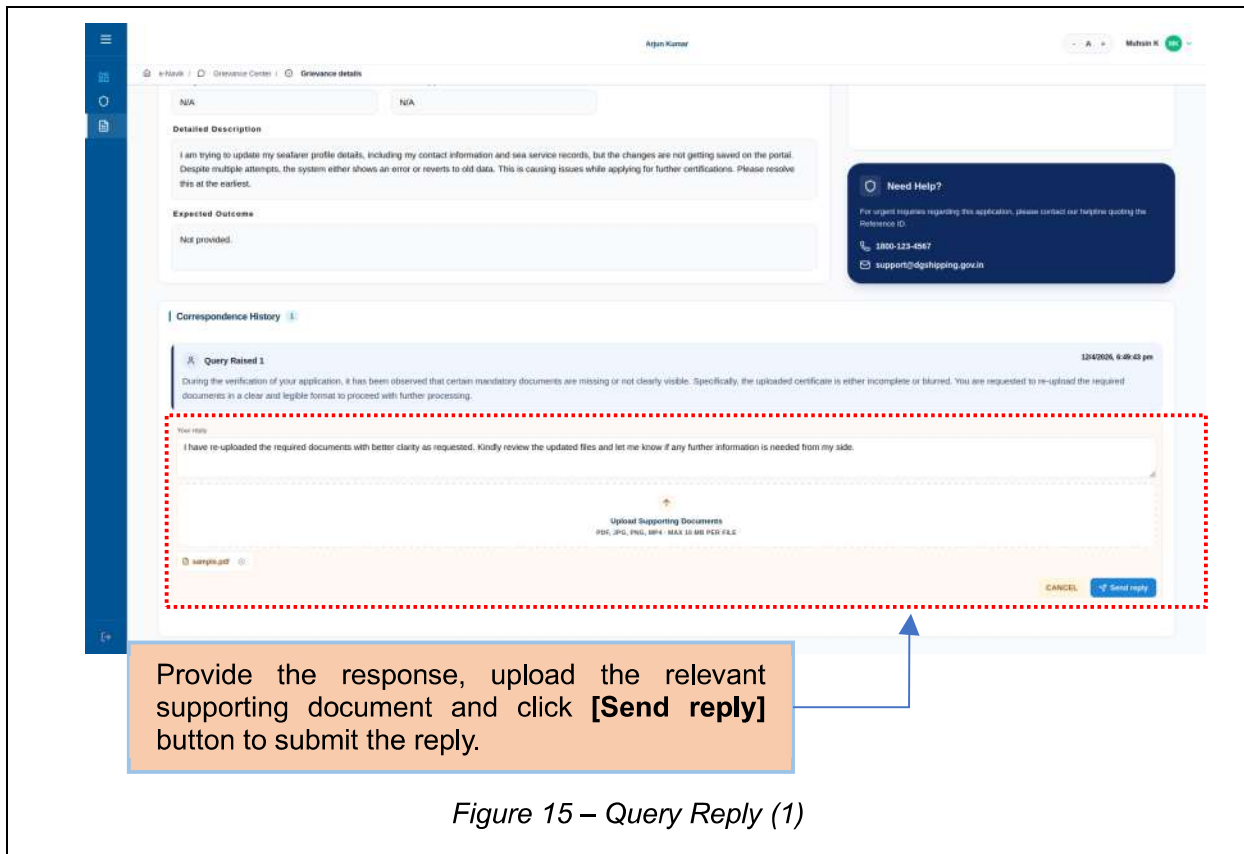 Arjun Kumar
- A + Muhsin K
e-Navik / Grievance Center / Grievance details
N/A N/A
Detailed Description
I am trying to update my seafarer profile details, including my contact information and sea service records, but the changes are not getting saved on the portal.
Despite multiple attempts, the system either shows an error or reverts to old data. This is causing issues while applying for further certifications. Please resolve
this at the earliest.
Expected Outcome
Not provided.
Need Help?
For urgent inquiries regarding this application, please contact our helpline quoting the
Reference ID.
1800-123-4567
support@dgshipping.gov.in
Correspondence History 1
Query Raised 1 12/4/2026, 6:49:43 pm
During the verification of your application, it has been observed that certain mandatory documents are missing or not clearly visible. Specifically, the uploaded certificate is either incomplete or blurred. You are requested to re-upload the required
documents in a clear and legible format to proceed with further processing.
Your reply
I have re-uploaded the required documents with better clarity as requested. Kindly review the updated files and let me know if any further information is needed from my side.
Upload Supporting Documents
PDF, JPG, PNG, MP4 · MAX 10 MB PER FILE
sample.pdf
CANCEL Send reply
Provide the response, upload the relevant
supporting document and click [Send reply]
button to submit the reply.
Figure 15 – Query Reply (1)